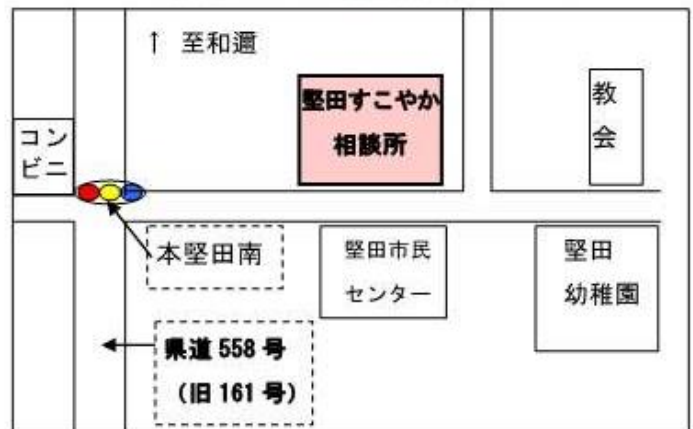 ↑ 至和邇
堅田すこやか
相談所
教
会
コン
ビニ
本堅田南
堅田市民
センター
堅田
幼稚園
県道 558 号
（旧 161 号）